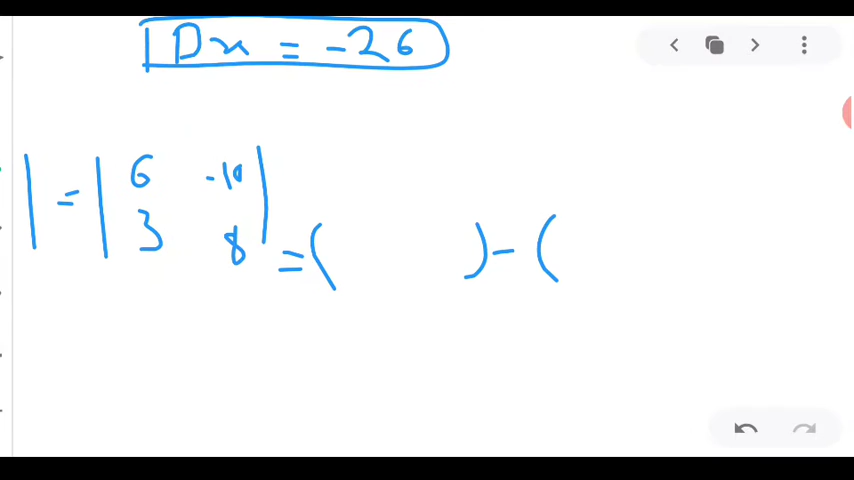 |Dx = -26
| = | 6 -10 |
| 3 8 | = ( ) - (